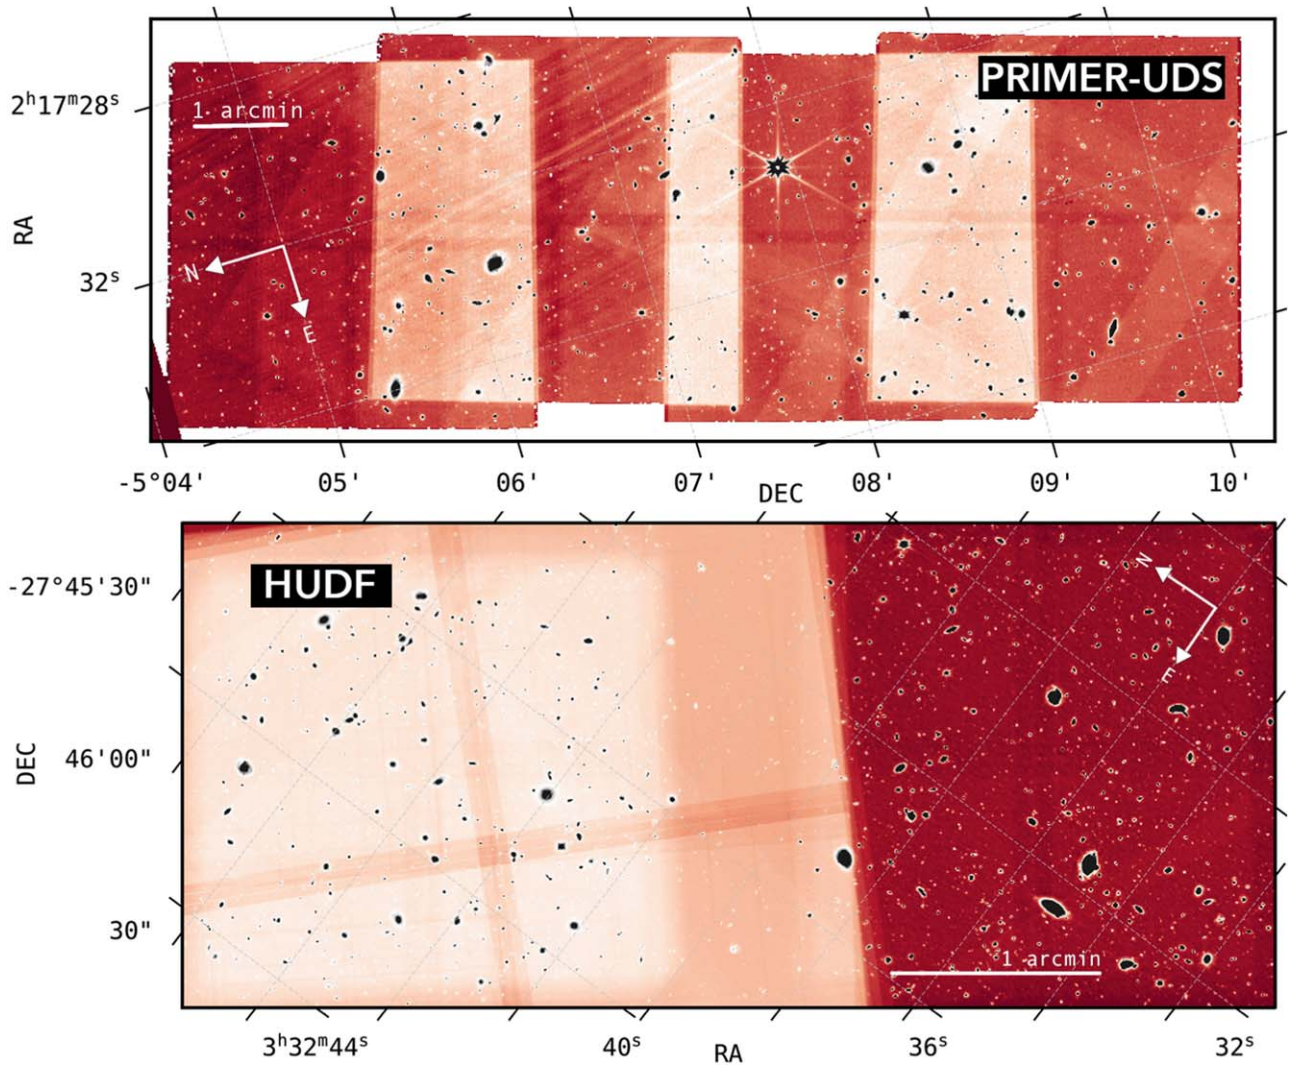 PRIMER-UDS
2ʰ17ᵐ28ˢ
1 arcmin
RA
N
32ˢ
E
-5°04'
05'
06'
07'
08'
09'
10'
DEC
HUDF
-27°45'30"
N
E
DEC
46'00"
30"
1 arcmin
3ʰ32ᵐ44ˢ
40ˢ
RA
36ˢ
32ˢ